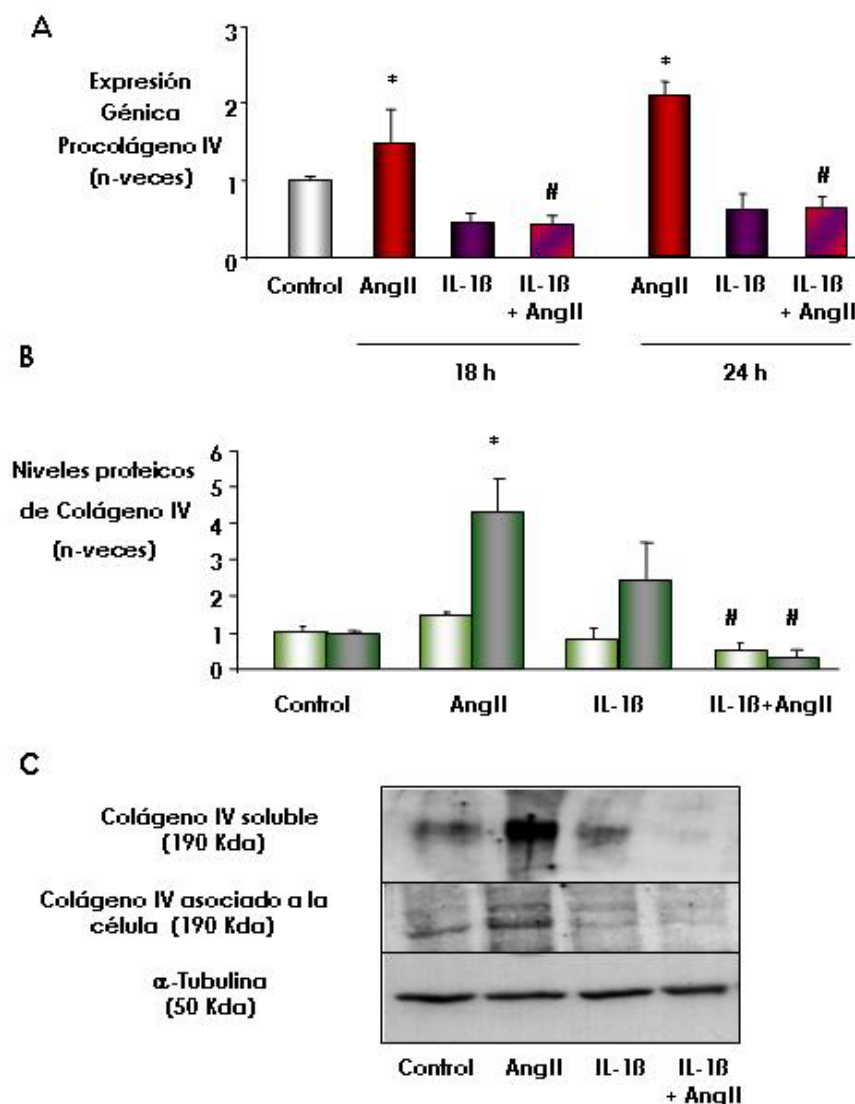 A
Expresión
Génica
Procolágeno IV
(n-veces)
3
2
1
0
*
#
*
#
Control AngII IL-1ß IL-1ß + AngII AngII IL-1ß IL-1ß + AngII
18 h 24 h
B
Niveles proteicos
de Colágeno IV
(n-veces)
6
5
4
3
2
1
0
*
# #
Control AngII IL-1ß IL-1ß+AngII
C
Colágeno IV soluble
(190 Kda)
Colágeno IV asociado a la
célula (190 Kda)
α-Tubulina
(50 Kda)
Control AngII IL-1ß IL-1ß
+ AngII